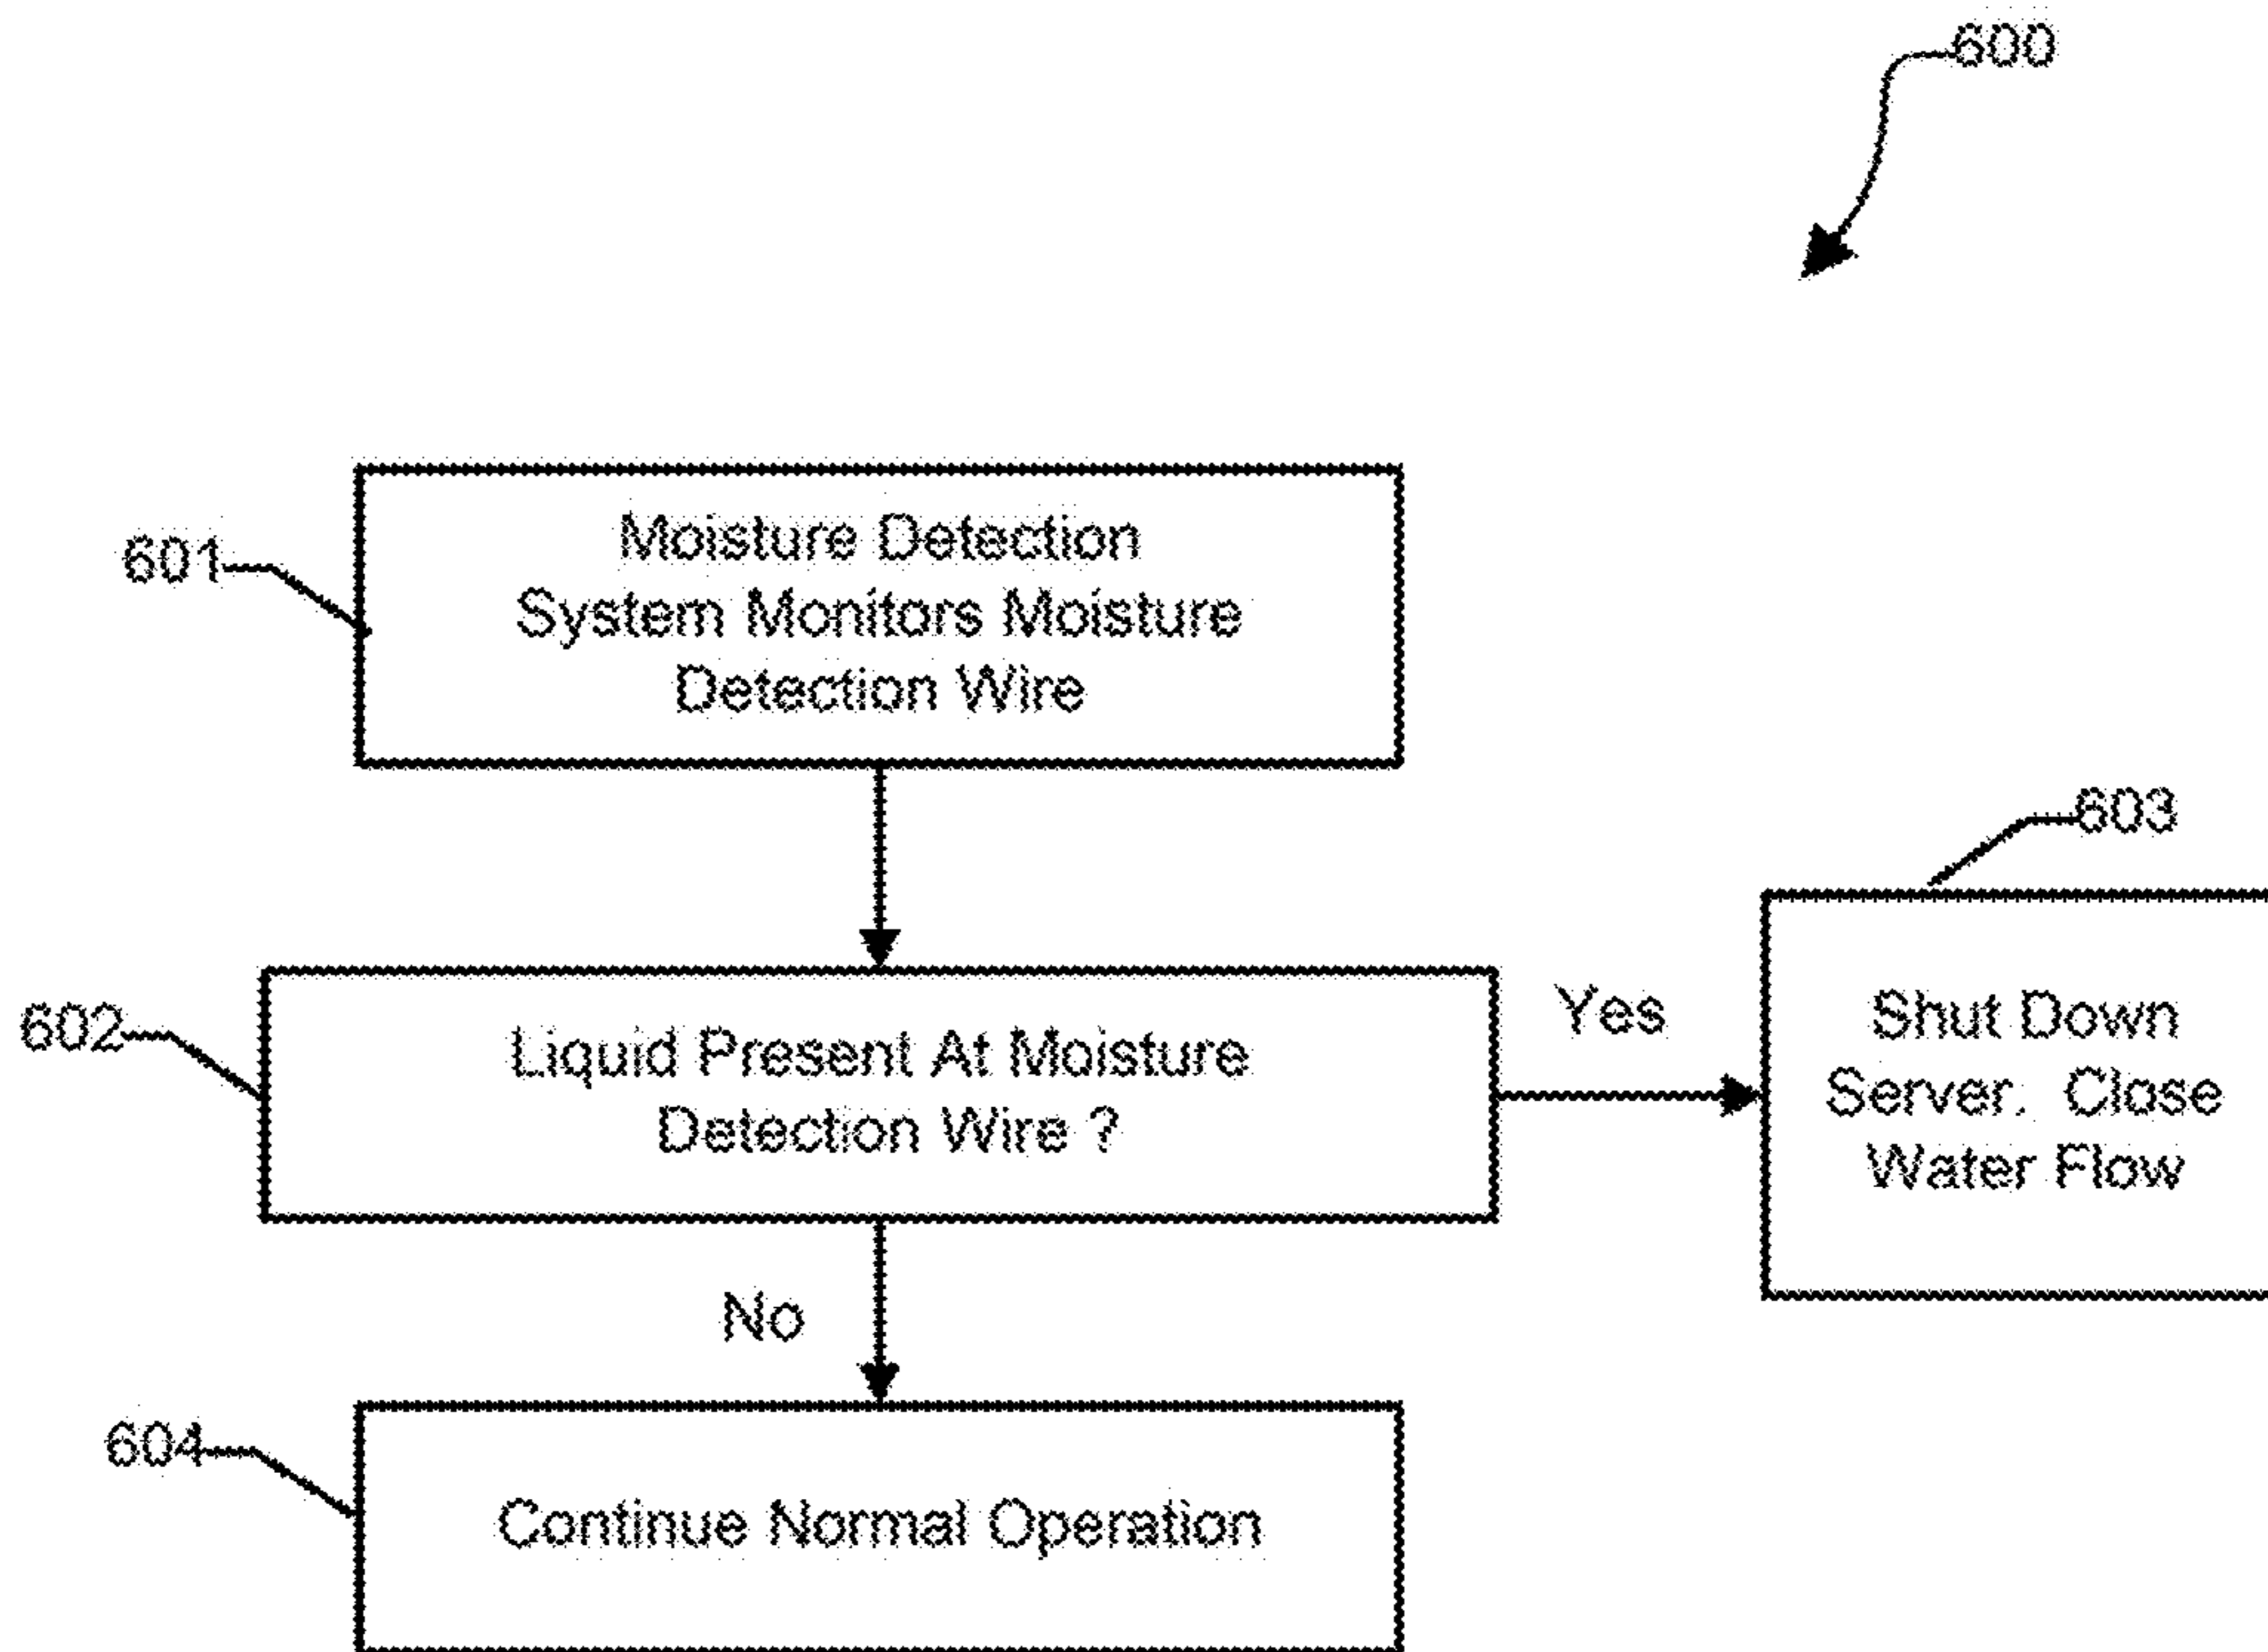 600
601
Moisture Detection
System Monitors Moisture
Detection Wire
603
602
Liquid Present At Moisture
Detection Wire ?
Yes
Shut Down
Server. Close
Water Flow
No
604
Continue Normal Operation